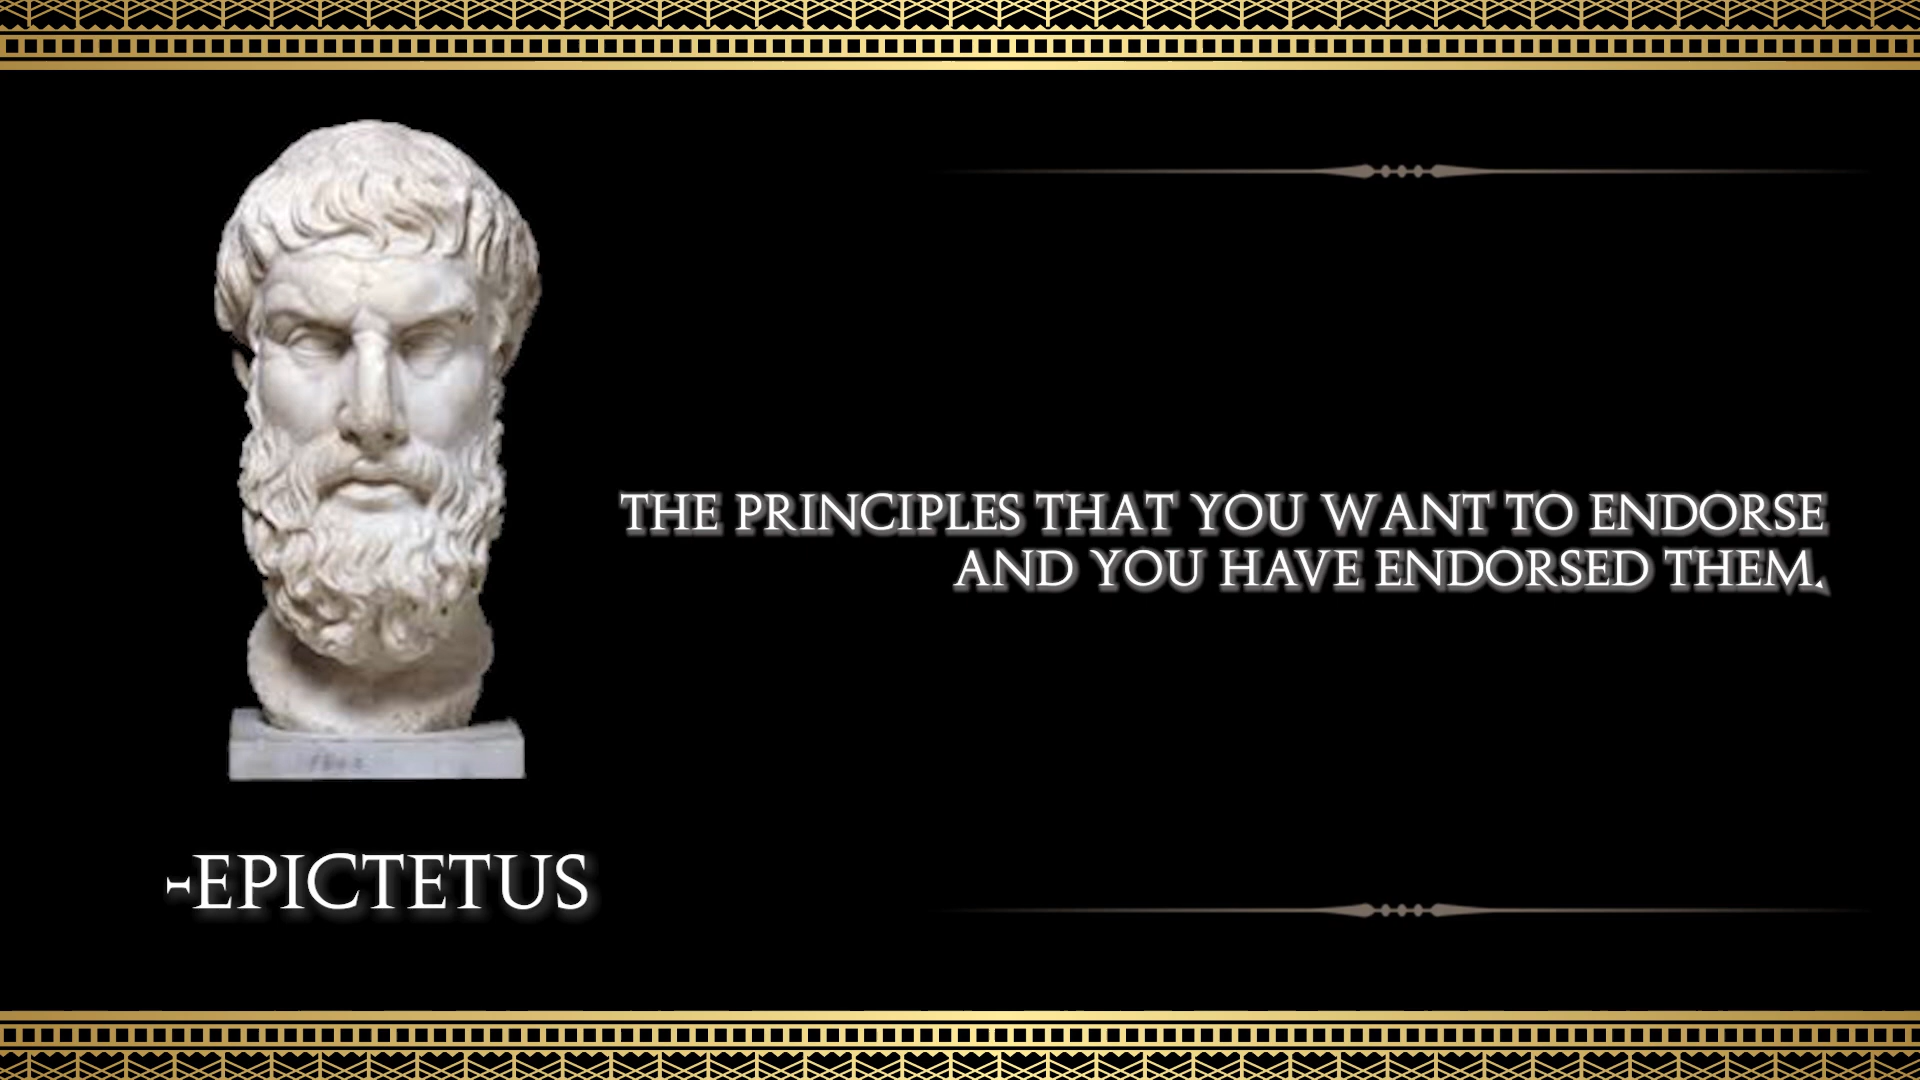 THE PRINCIPLES THAT YOU WANT TO ENDORSE
AND YOU HAVE ENDORSED THEM.
-EPICTETUS